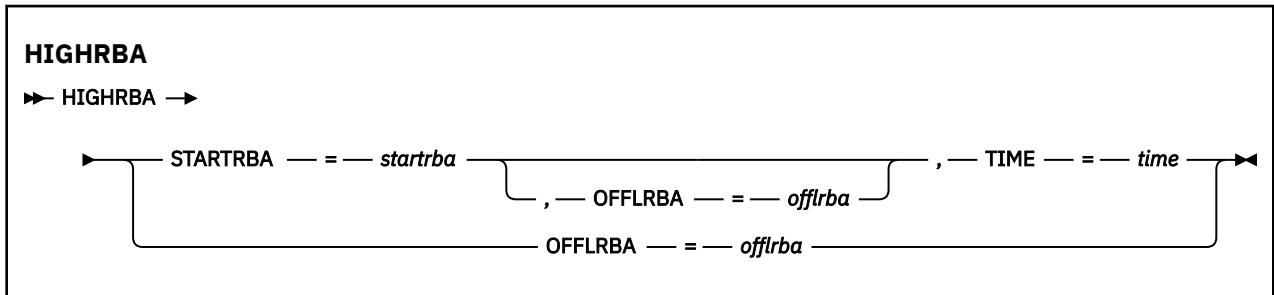 HIGHRBA
HIGHRBA
STARTRBA = startrba , TIME = time
, OFFLRBA = offlrba
OFFLRBA = offlrba